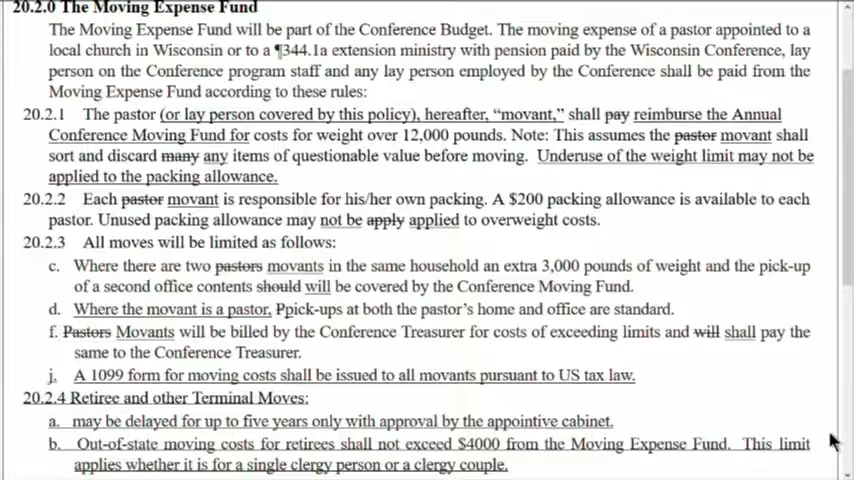 20.2.0 The Moving Expense Fund
The Moving Expense Fund will be part of the Conference Budget. The moving expense of a pastor appointed to a
local church in Wisconsin or to a ¶344.1a extension ministry with pension paid by the Wisconsin Conference, lay
person on the Conference program staff and any lay person employed by the Conference shall be paid from the
Moving Expense Fund according to these rules:
20.2.1 The pastor (or lay person covered by this policy), hereafter, “movant,” shall pay reimburse the Annual
Conference Moving Fund for costs for weight over 12,000 pounds. Note: This assumes the pastor movant shall
sort and discard many any items of questionable value before moving. Underuse of the weight limit may not be
applied to the packing allowance.
20.2.2 Each pastor movant is responsible for his/her own packing. A $200 packing allowance is available to each
pastor. Unused packing allowance may not be apply applied to overweight costs.
20.2.3 All moves will be limited as follows:
c. Where there are two pastors movants in the same household an extra 3,000 pounds of weight and the pick-up
of a second office contents should will be covered by the Conference Moving Fund.
d. Where the movant is a pastor, Ppick-ups at both the pastor’s home and office are standard.
f. Pastors Movants will be billed by the Conference Treasurer for costs of exceeding limits and will shall pay the
same to the Conference Treasurer.
j. A 1099 form for moving costs shall be issued to all movants pursuant to US tax law.
20.2.4 Retiree and other Terminal Moves:
a. may be delayed for up to five years only with approval by the appointive cabinet.
b. Out-of-state moving costs for retirees shall not exceed $4000 from the Moving Expense Fund. This limit
applies whether it is for a single clergy person or a clergy couple.